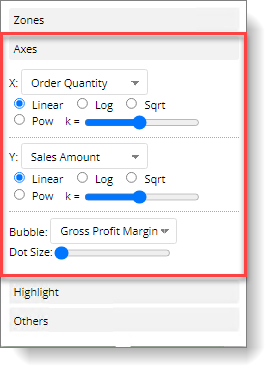 Zones
Axes
X: Order Quantity
Linear Log Sqrt
Pow k =
Y: Sales Amount
Linear Log Sqrt
Pow k =
Bubble: Gross Profit Margin
Dot Size:
Highlight
Others